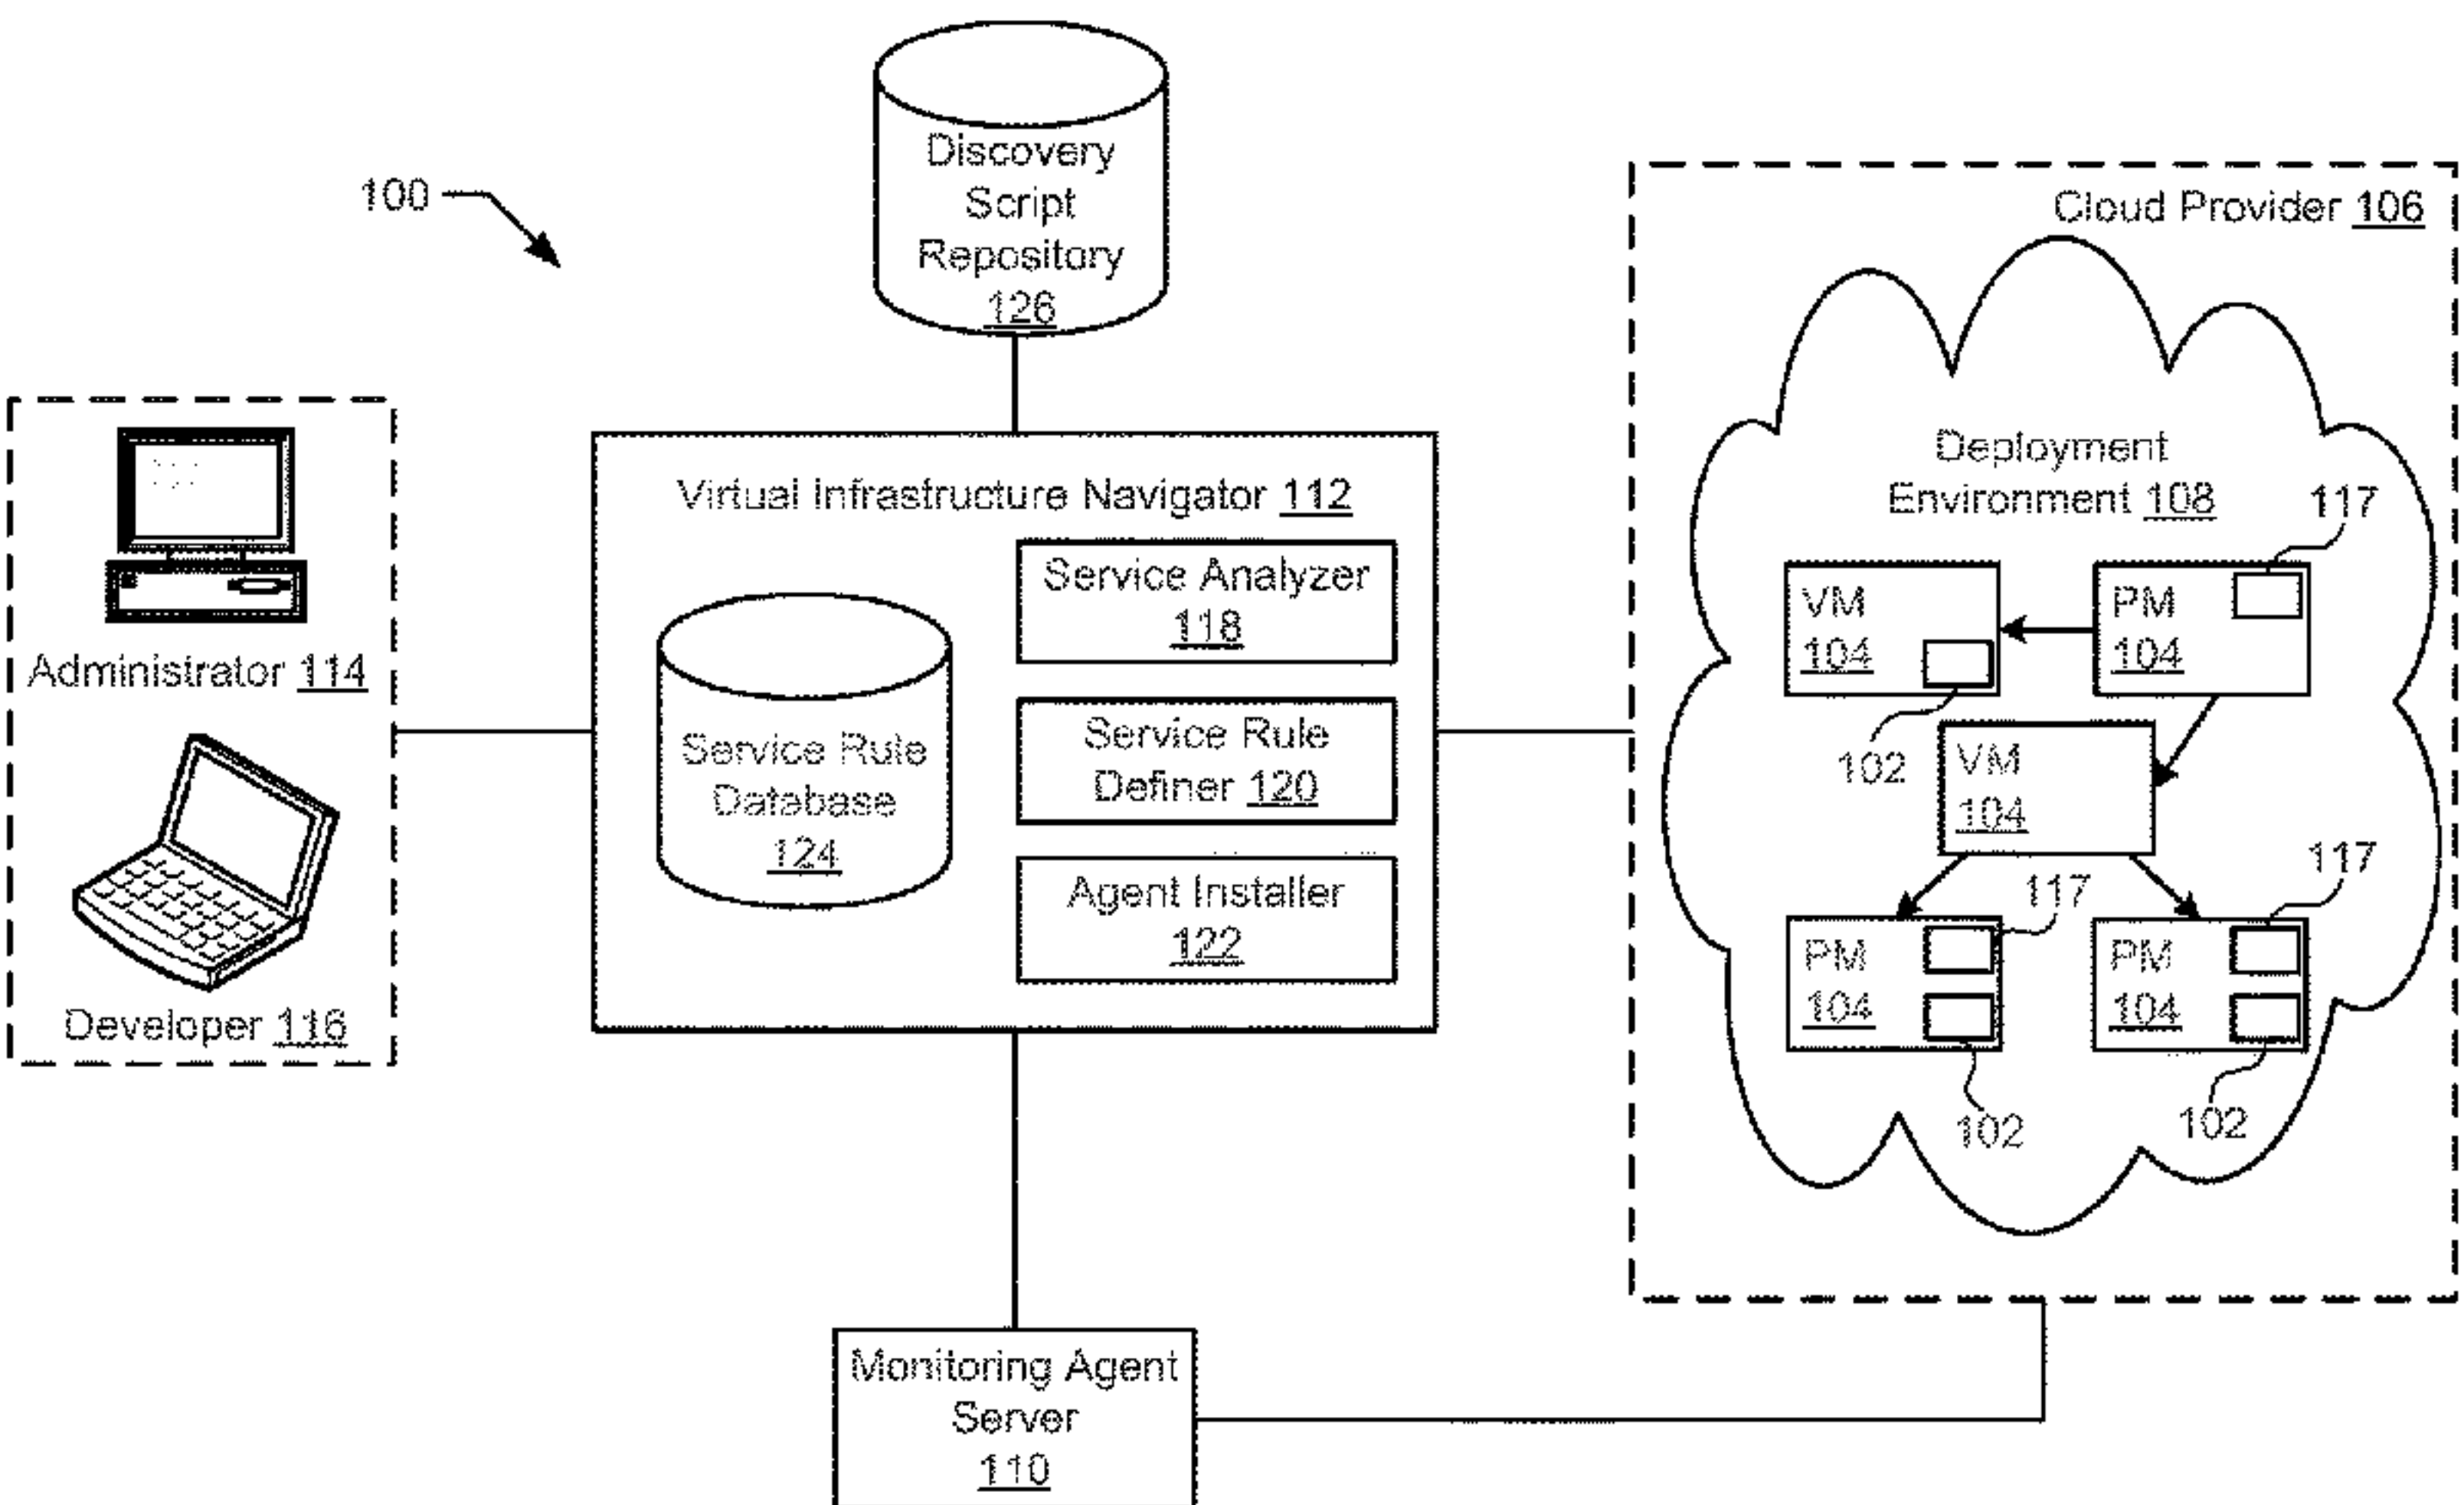 100
Discovery
Script
Repository
126
Cloud Provider 106
Administrator 114
Developer 116
Virtual Infrastructure Navigator 112
Service Rule
Database
124
Service Analyzer
118
Service Rule
Definer 120
Agent Installer
122
Deployment
Environment 108
117
VM
104
PM
104
102
VM
104
117
117
PM
104
PM
104
102
102
Monitoring Agent
Server
110